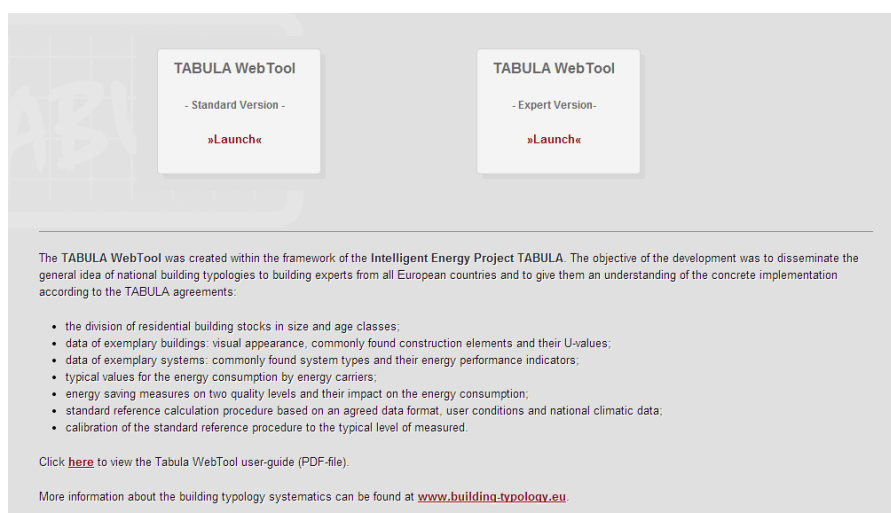 TABULA WebTool
- Standard Version -
»Launch«
TABULA WebTool
- Expert Version-
»Launch«
The TABULA WebTool was created within the framework of the Intelligent Energy Project TABULA. The objective of the development was to disseminate the
general idea of national building typologies to building experts from all European countries and to give them an understanding of the concrete implementation
according to the TABULA agreements:
• the division of residential building stocks in size and age classes;
• data of exemplary buildings: visual appearance, commonly found construction elements and their U-values;
• data of exemplary systems: commonly found system types and their energy performance indicators;
• typical values for the energy consumption by energy carriers;
• energy saving measures on two quality levels and their impact on the energy consumption;
• standard reference calculation procedure based on an agreed data format, user conditions and national climatic data;
• calibration of the standard reference procedure to the typical level of measured.
Click here to view the Tabula WebTool user-guide (PDF-file).
More information about the building typology systematics can be found at www.building-typology.eu.